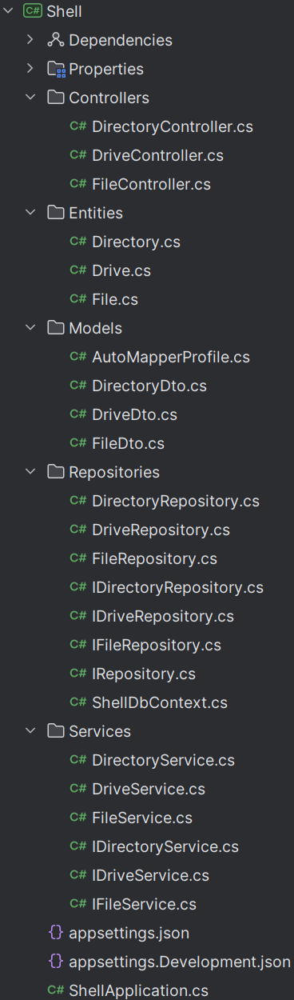 C# Shell
Dependencies
Properties
Controllers
C# DirectoryController.cs
C# DriveController.cs
C# FileController.cs
Entities
C# Directory.cs
C# Drive.cs
C# File.cs
Models
C# AutoMapperProfile.cs
C# DirectoryDto.cs
C# DriveDto.cs
C# FileDto.cs
Repositories
C# DirectoryRepository.cs
C# DriveRepository.cs
C# FileRepository.cs
C# IDirectoryRepository.cs
C# IDriveRepository.cs
C# IFileRepository.cs
C# IRepository.cs
C# ShellDbContext.cs
Services
C# DirectoryService.cs
C# DriveService.cs
C# FileService.cs
C# IDirectoryService.cs
C# IDriveService.cs
C# IFileService.cs
{} appsettings.json
{} appsettings.Development.json
C# ShellApplication.cs